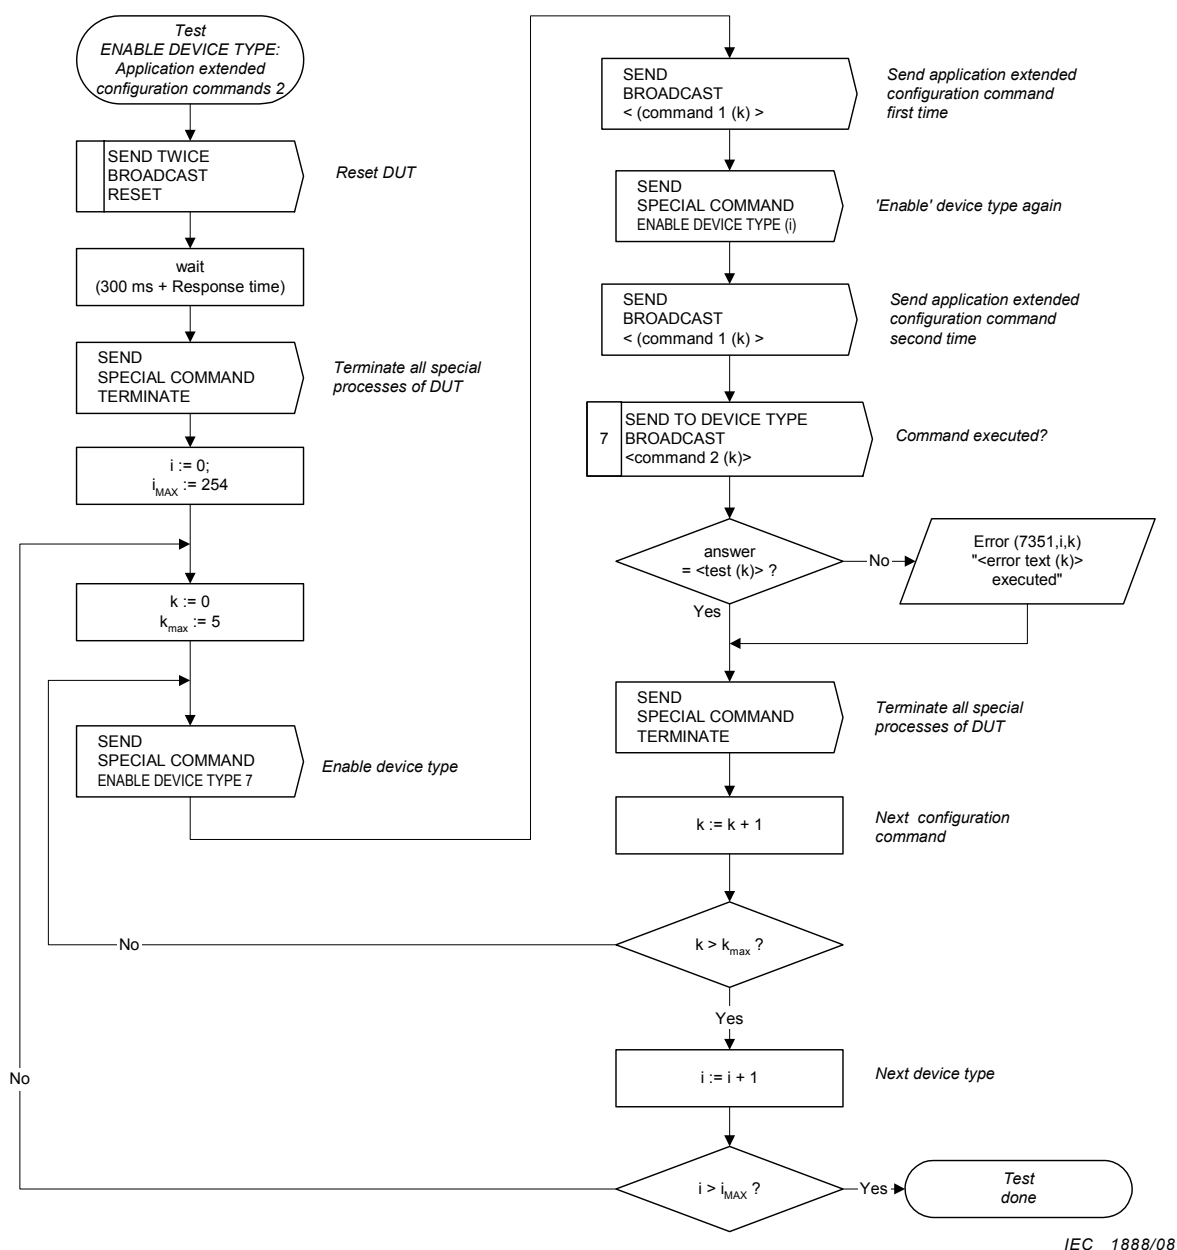 Test
ENABLE DEVICE TYPE:
Application extended
configuration commands 2
SEND TWICE
BROADCAST
RESET
Reset DUT
wait
(300 ms + Response time)
SEND
SPECIAL COMMAND
TERMINATE
Terminate all special
processes of DUT
i := 0;
iMAX := 254
k := 0
kmax := 5
SEND
SPECIAL COMMAND
ENABLE DEVICE TYPE 7
Enable device type
SEND
BROADCAST
< (command 1 (k) >
Send application extended
configuration command
first time
SEND
SPECIAL COMMAND
ENABLE DEVICE TYPE (i)
'Enable' device type again
SEND
BROADCAST
< (command 1 (k) >
Send application extended
configuration command
second time
7
SEND TO DEVICE TYPE
BROADCAST
<command 2 (k)>
Command executed?
answer
= <test (k)> ?
No
Error (7351,i,k)
"<error text (k)>
executed"
Yes
SEND
SPECIAL COMMAND
TERMINATE
Terminate all special
processes of DUT
k := k + 1
Next configuration
command
k > kmax ?
No
Yes
i := i + 1
Next device type
No
i > iMAX ?
Yes
Test
done
IEC 1888/08